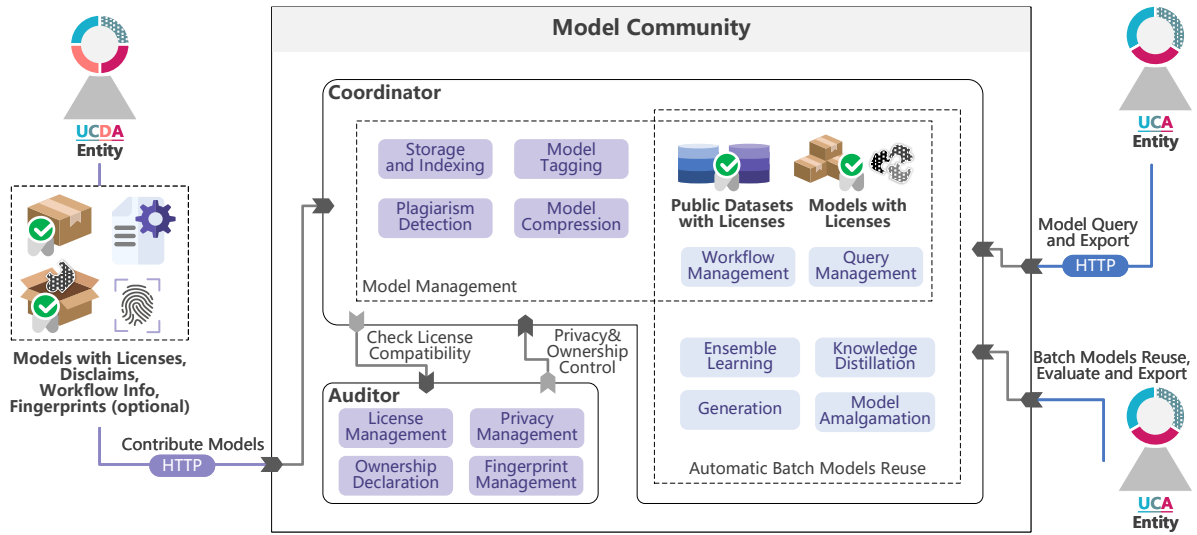 Model Community
UCDA
Entity
Models with Licenses,
Disclaims,
Workflow Info,
Fingerprints (optional)
Contribute Models
HTTP
Coordinator
Storage
and Indexing
Model
Tagging
Plagiarism
Detection
Model
Compression
Model Management
Public Datasets
with Licenses
Models with
Licenses
Workflow
Management
Query
Management
Check License
Compatibility
Privacy&
Ownership
Control
Ensemble
Learning
Knowledge
Distillation
Generation
Model
Amalgamation
Automatic Batch Models Reuse
Auditor
License
Management
Privacy
Management
Ownership
Declaration
Fingerprint
Management
UCA
Entity
Model Query
and Export
HTTP
Batch Models Reuse,
Evaluate and Export
UCA
Entity